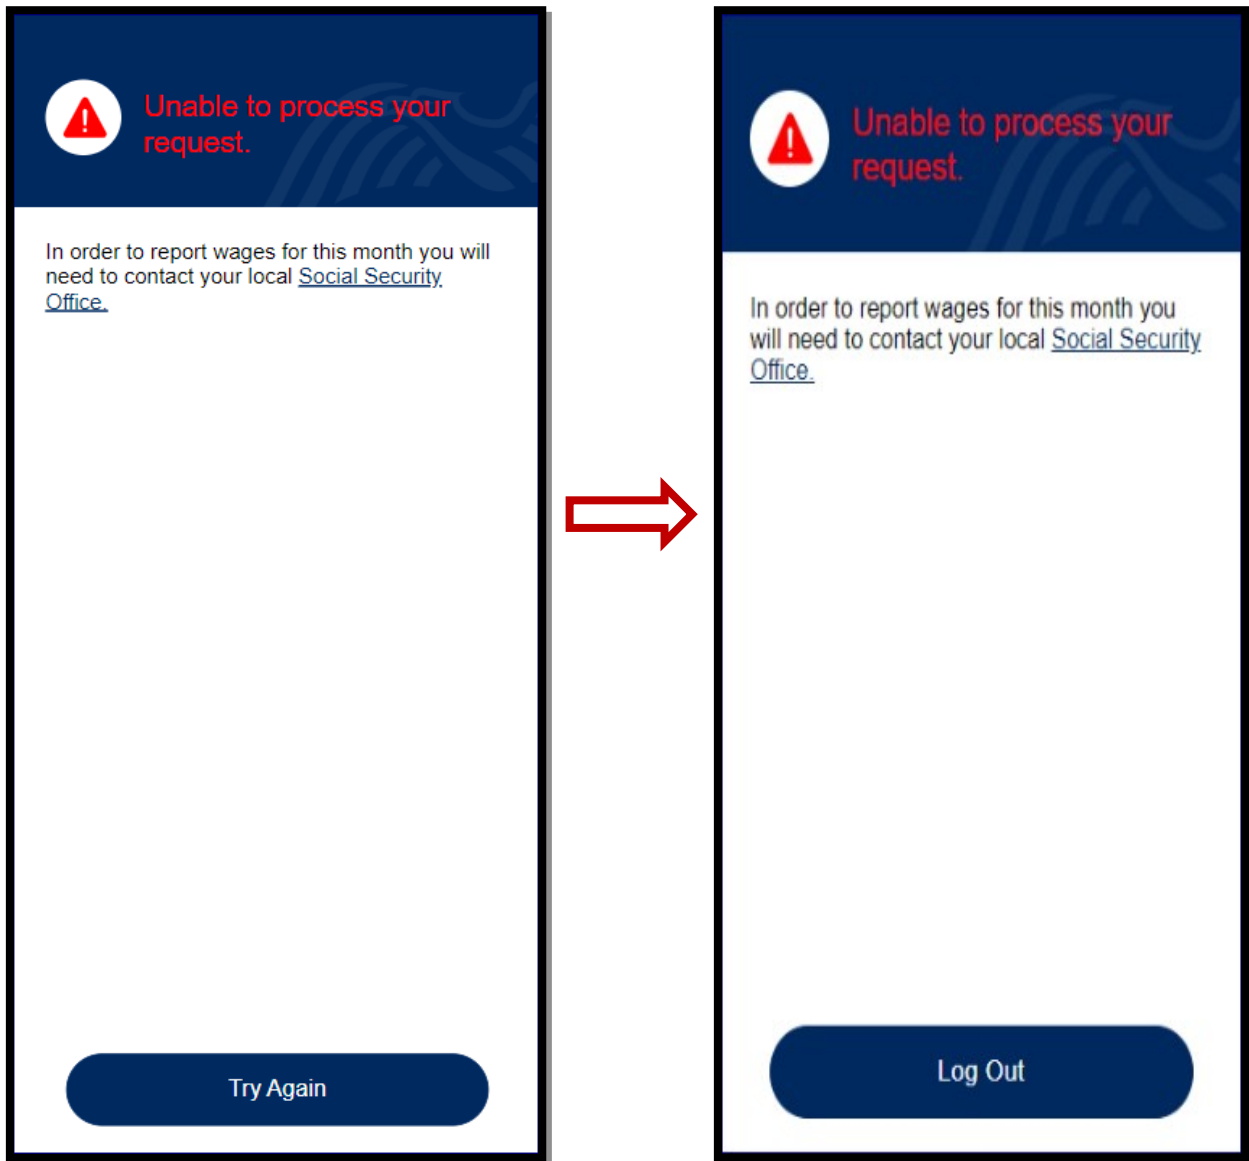 Unable to process your
request.
In order to report wages for this month you will
need to contact your local Social Security
Office.
Try Again
Unable to process your
request.
In order to report wages for this month you
will need to contact your local Social Security
Office.
Log Out